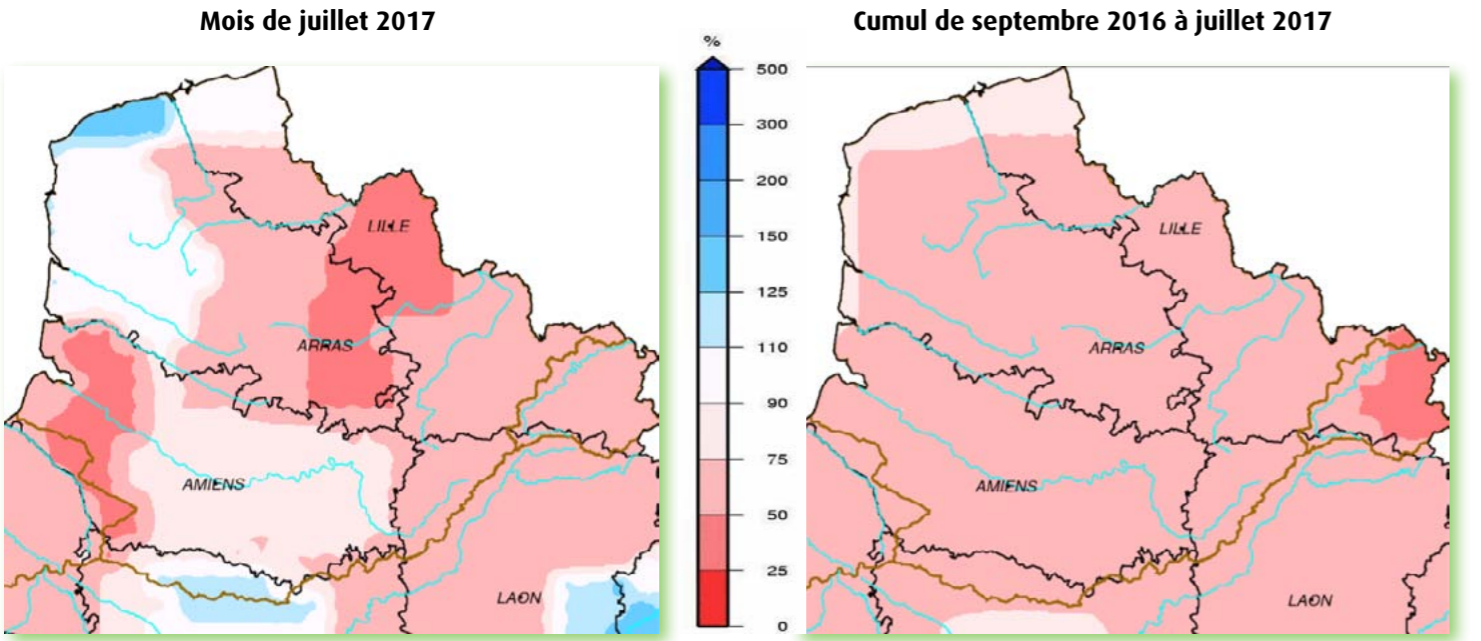 Mois de juillet 2017
Cumul de septembre 2016 à juillet 2017
%
500
300
200
150
125
110
90
75
50
25
0
LILLE
ARRAS
AMIENS
LAON
LILLE
ARRAS
AMIENS
LAON